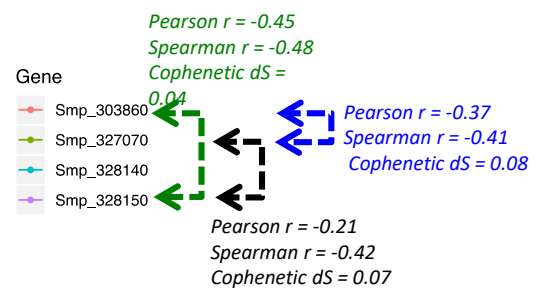 Pearson r = -0.45
Spearman r = -0.48
Cophenetic dS =
0.04
Gene
Smp_303860
Smp_327070
Smp_328140
Smp_328150
Pearson r = -0.37
Spearman r = -0.41
Cophenetic dS = 0.08
Pearson r = -0.21
Spearman r = -0.42
Cophenetic dS = 0.07